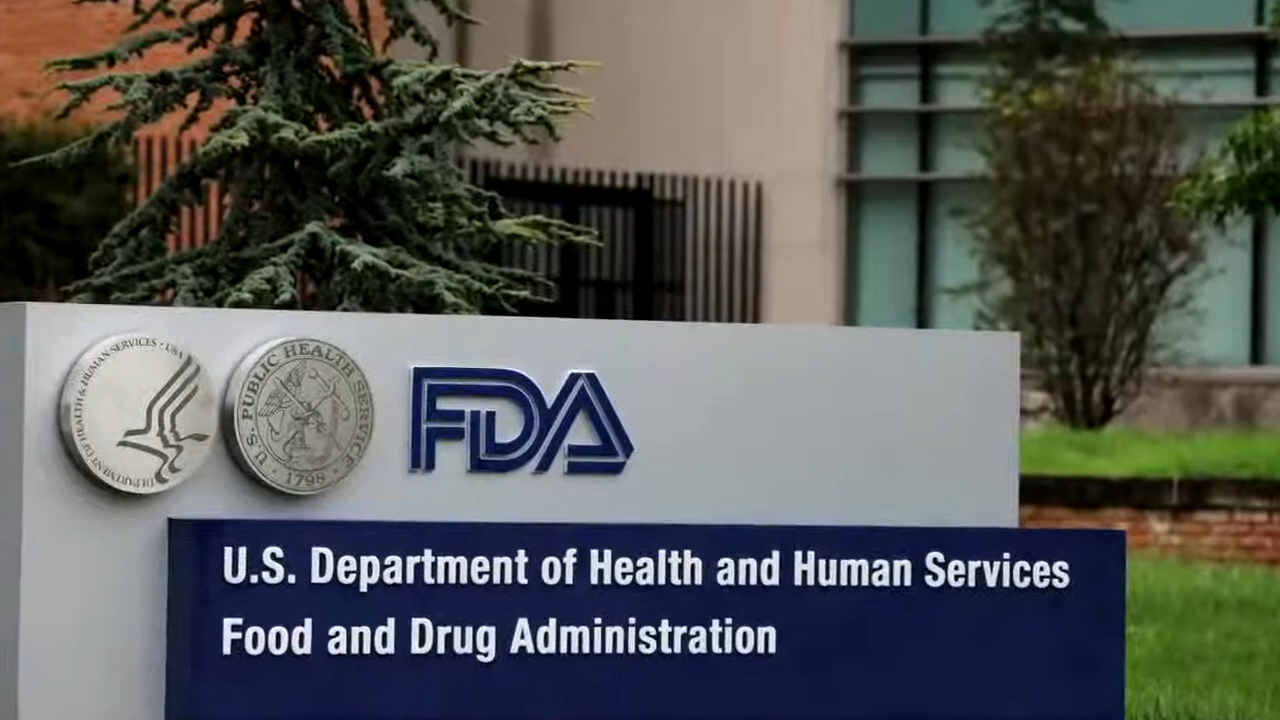 DEPARTMENT OF HEALTH & HUMAN SERVICES • USA
U.S. PUBLIC HEALTH SERVICE
1798
FDA
U.S. Department of Health and Human Services
Food and Drug Administration